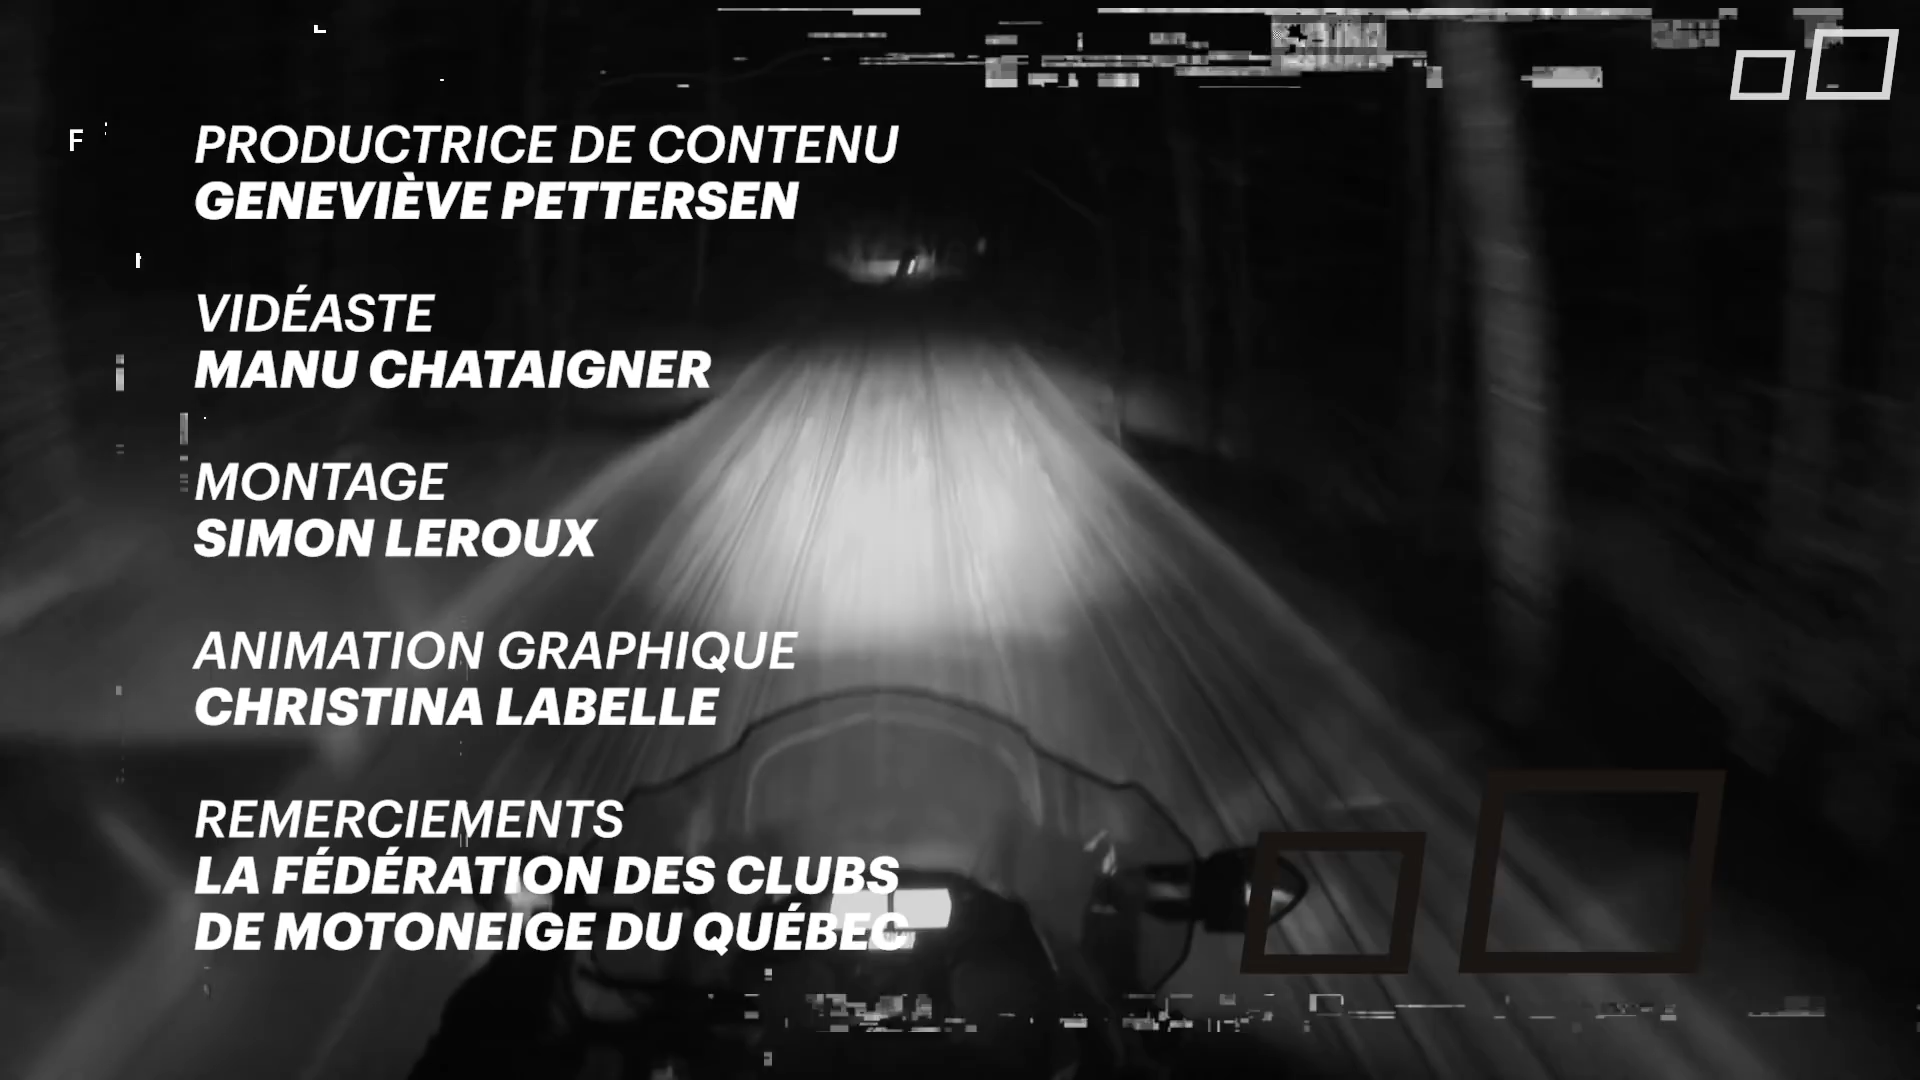 PRODUCTRICE DE CONTENU
GENEVIÈVE PETTERSEN
VIDÉASTE
MANU CHATAIGNER
MONTAGE
SIMON LEROUX
ANIMATION GRAPHIQUE
CHRISTINA LABELLE
REMERCIEMENTS
LA FÉDÉRATION DES CLUBS
DE MOTONEIGE DU QUÉBEC